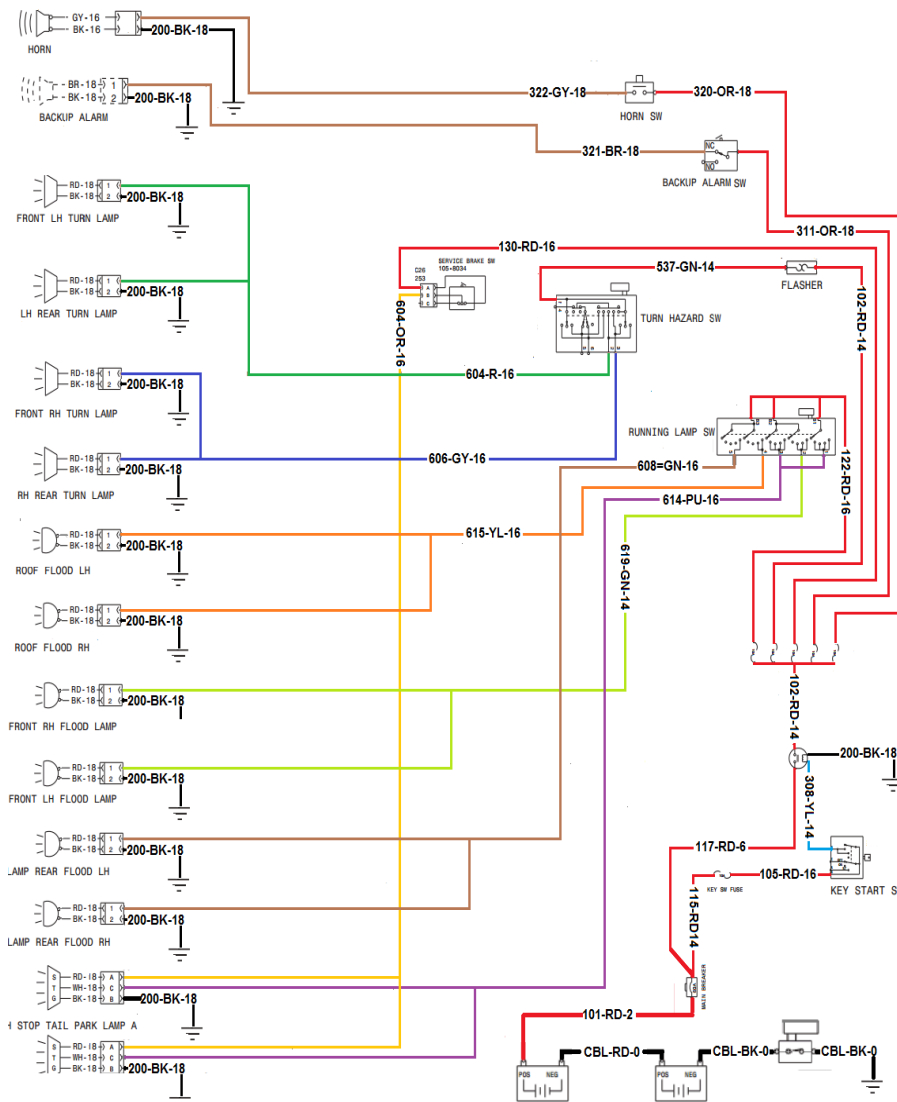 GY-16
BK-16
200-BK-18
HORN
322-GY-18
320-OR-18
HORN SW
BR-18 1
BK-18 2
200-BK-18
BACKUP ALARM
321-BR-18
NC
NO
BACKUP ALARM SW
311-OR-18
RD-18 1
BK-18 2
200-BK-18
FRONT LH TURN LAMP
130-RD-16
SERVICE BRAKE SW
105-8034
C26
253
A
B
C
537-GN-14
FLASHER
102-RD-14
RD-18 1
BK-18 2
200-BK-18
LH REAR TURN LAMP
604-OR-16
TURN HAZARD SW
604-R-16
RD-18 1
BK-18 2
200-BK-18
FRONT RH TURN LAMP
RUNNING LAMP SW
606-GY-16
RD-18 1
BK-18 2
200-BK-18
RH REAR TURN LAMP
608=GN-16
122-RD-16
614-PU-16
RD-18 1
BK-18 2
200-BK-18
615-YL-16
ROOF FLOOD LH
619-GN-14
RD-18 1
BK-18 2
200-BK-18
ROOF FLOOD RH
RD-18 1
BK-18 2
200-BK-18
FRONT RH FLOOD LAMP
102-RD-14
200-BK-18
RD-18 1
BK-18 2
200-BK-18
FRONT LH FLOOD LAMP
308-YL-14
RD-18 1
BK-18 2
200-BK-18
LAMP REAR FLOOD LH
117-RD-6
105-RD-16
KEY SW FUSE
KEY START S
115-RD14
RD-18 1
BK-18 2
200-BK-18
LAMP REAR FLOOD RH
S RD-18 A
T WH-18 C
G BK-18 B
200-BK-18
H STOP TAIL PARK LAMP A
MAIN BREAKER
101-RD-2
S RD-18 A
T WH-18 C
G BK-18 B
200-BK-18
CBL-RD-0
CBL-BK-0
CBL-BK-0
POS NEG
POS NEG